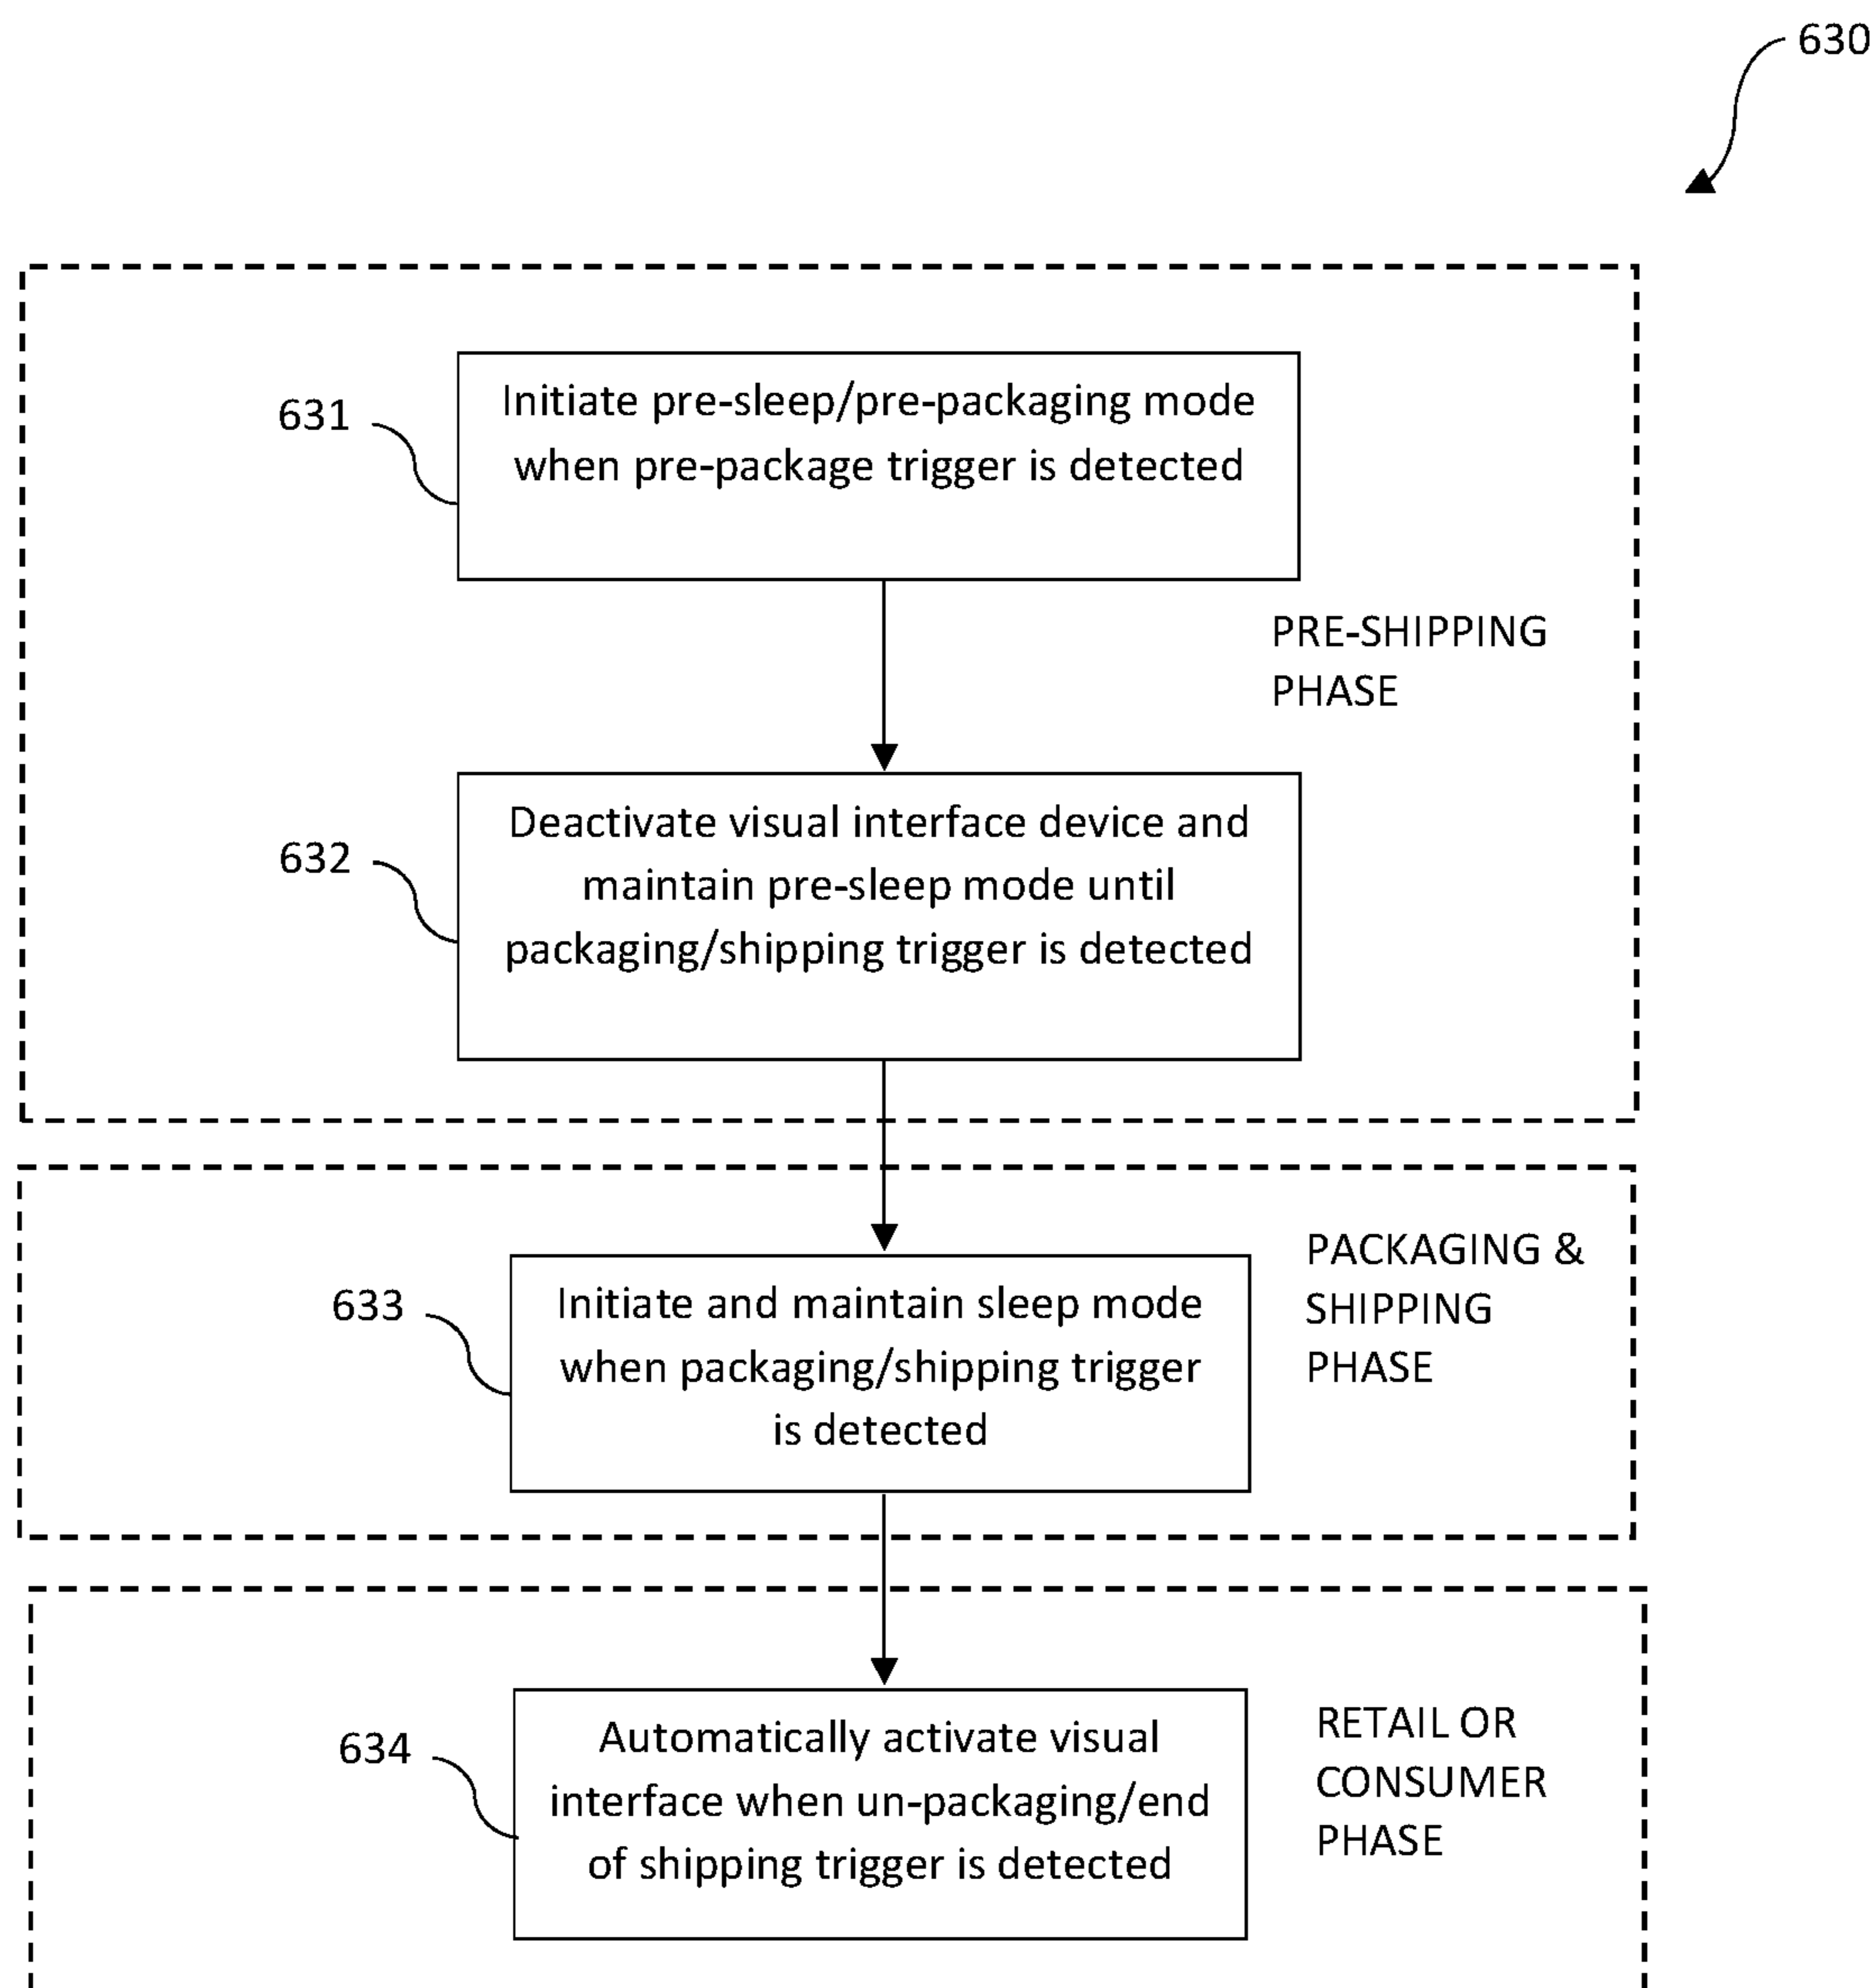 630
631
Initiate pre-sleep/pre-packaging mode
when pre-package trigger is detected
PRE-SHIPPING
PHASE
632
Deactivate visual interface device and
maintain pre-sleep mode until
packaging/shipping trigger is detected
633
Initiate and maintain sleep mode
when packaging/shipping trigger
is detected
PACKAGING &
SHIPPING
PHASE
634
Automatically activate visual
interface when un-packaging/end
of shipping trigger is detected
RETAIL OR
CONSUMER
PHASE